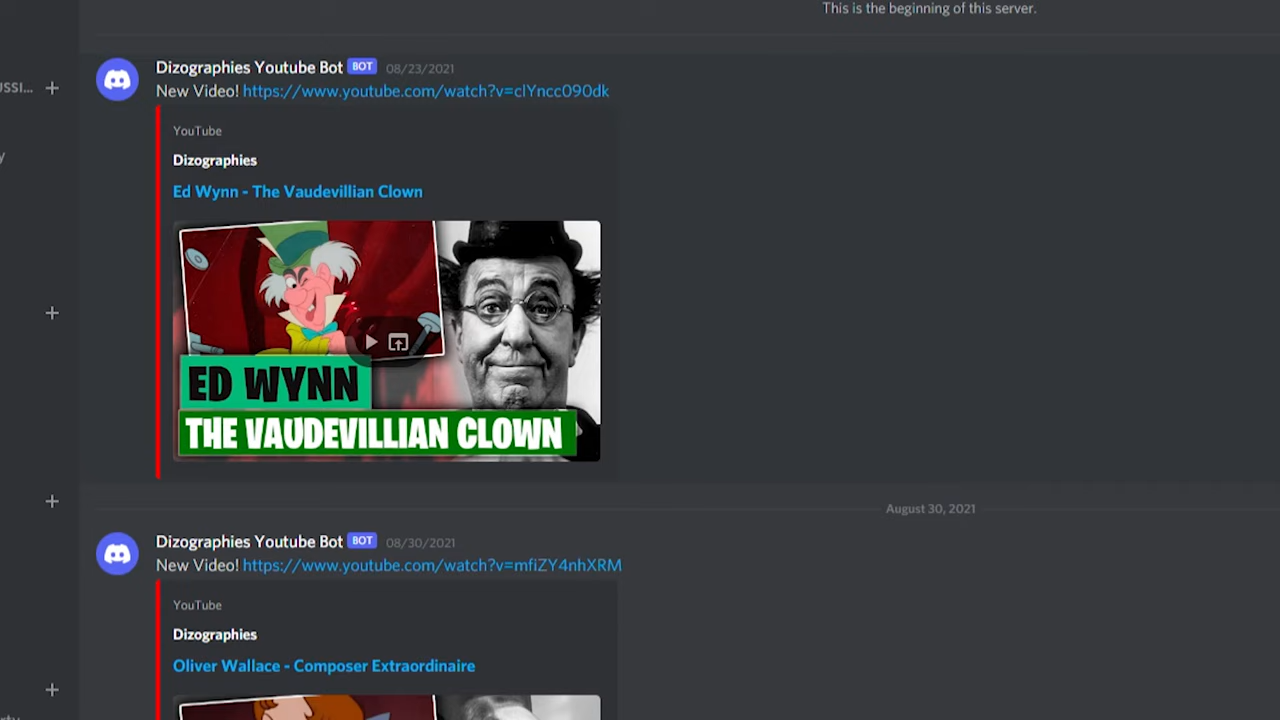 This is the beginning of this server.
Dizographies Youtube Bot BOT 08/23/2021
New Video! https://www.youtube.com/watch?v=clYncc090dk
YouTube
Dizographies
Ed Wynn - The Vaudevillian Clown
ED WYNN
THE VAUDEVILLIAN CLOWN
August 30, 2021
Dizographies Youtube Bot BOT 08/30/2021
New Video! https://www.youtube.com/watch?v=mfiZY4nhXRM
YouTube
Dizographies
Oliver Wallace - Composer Extraordinaire